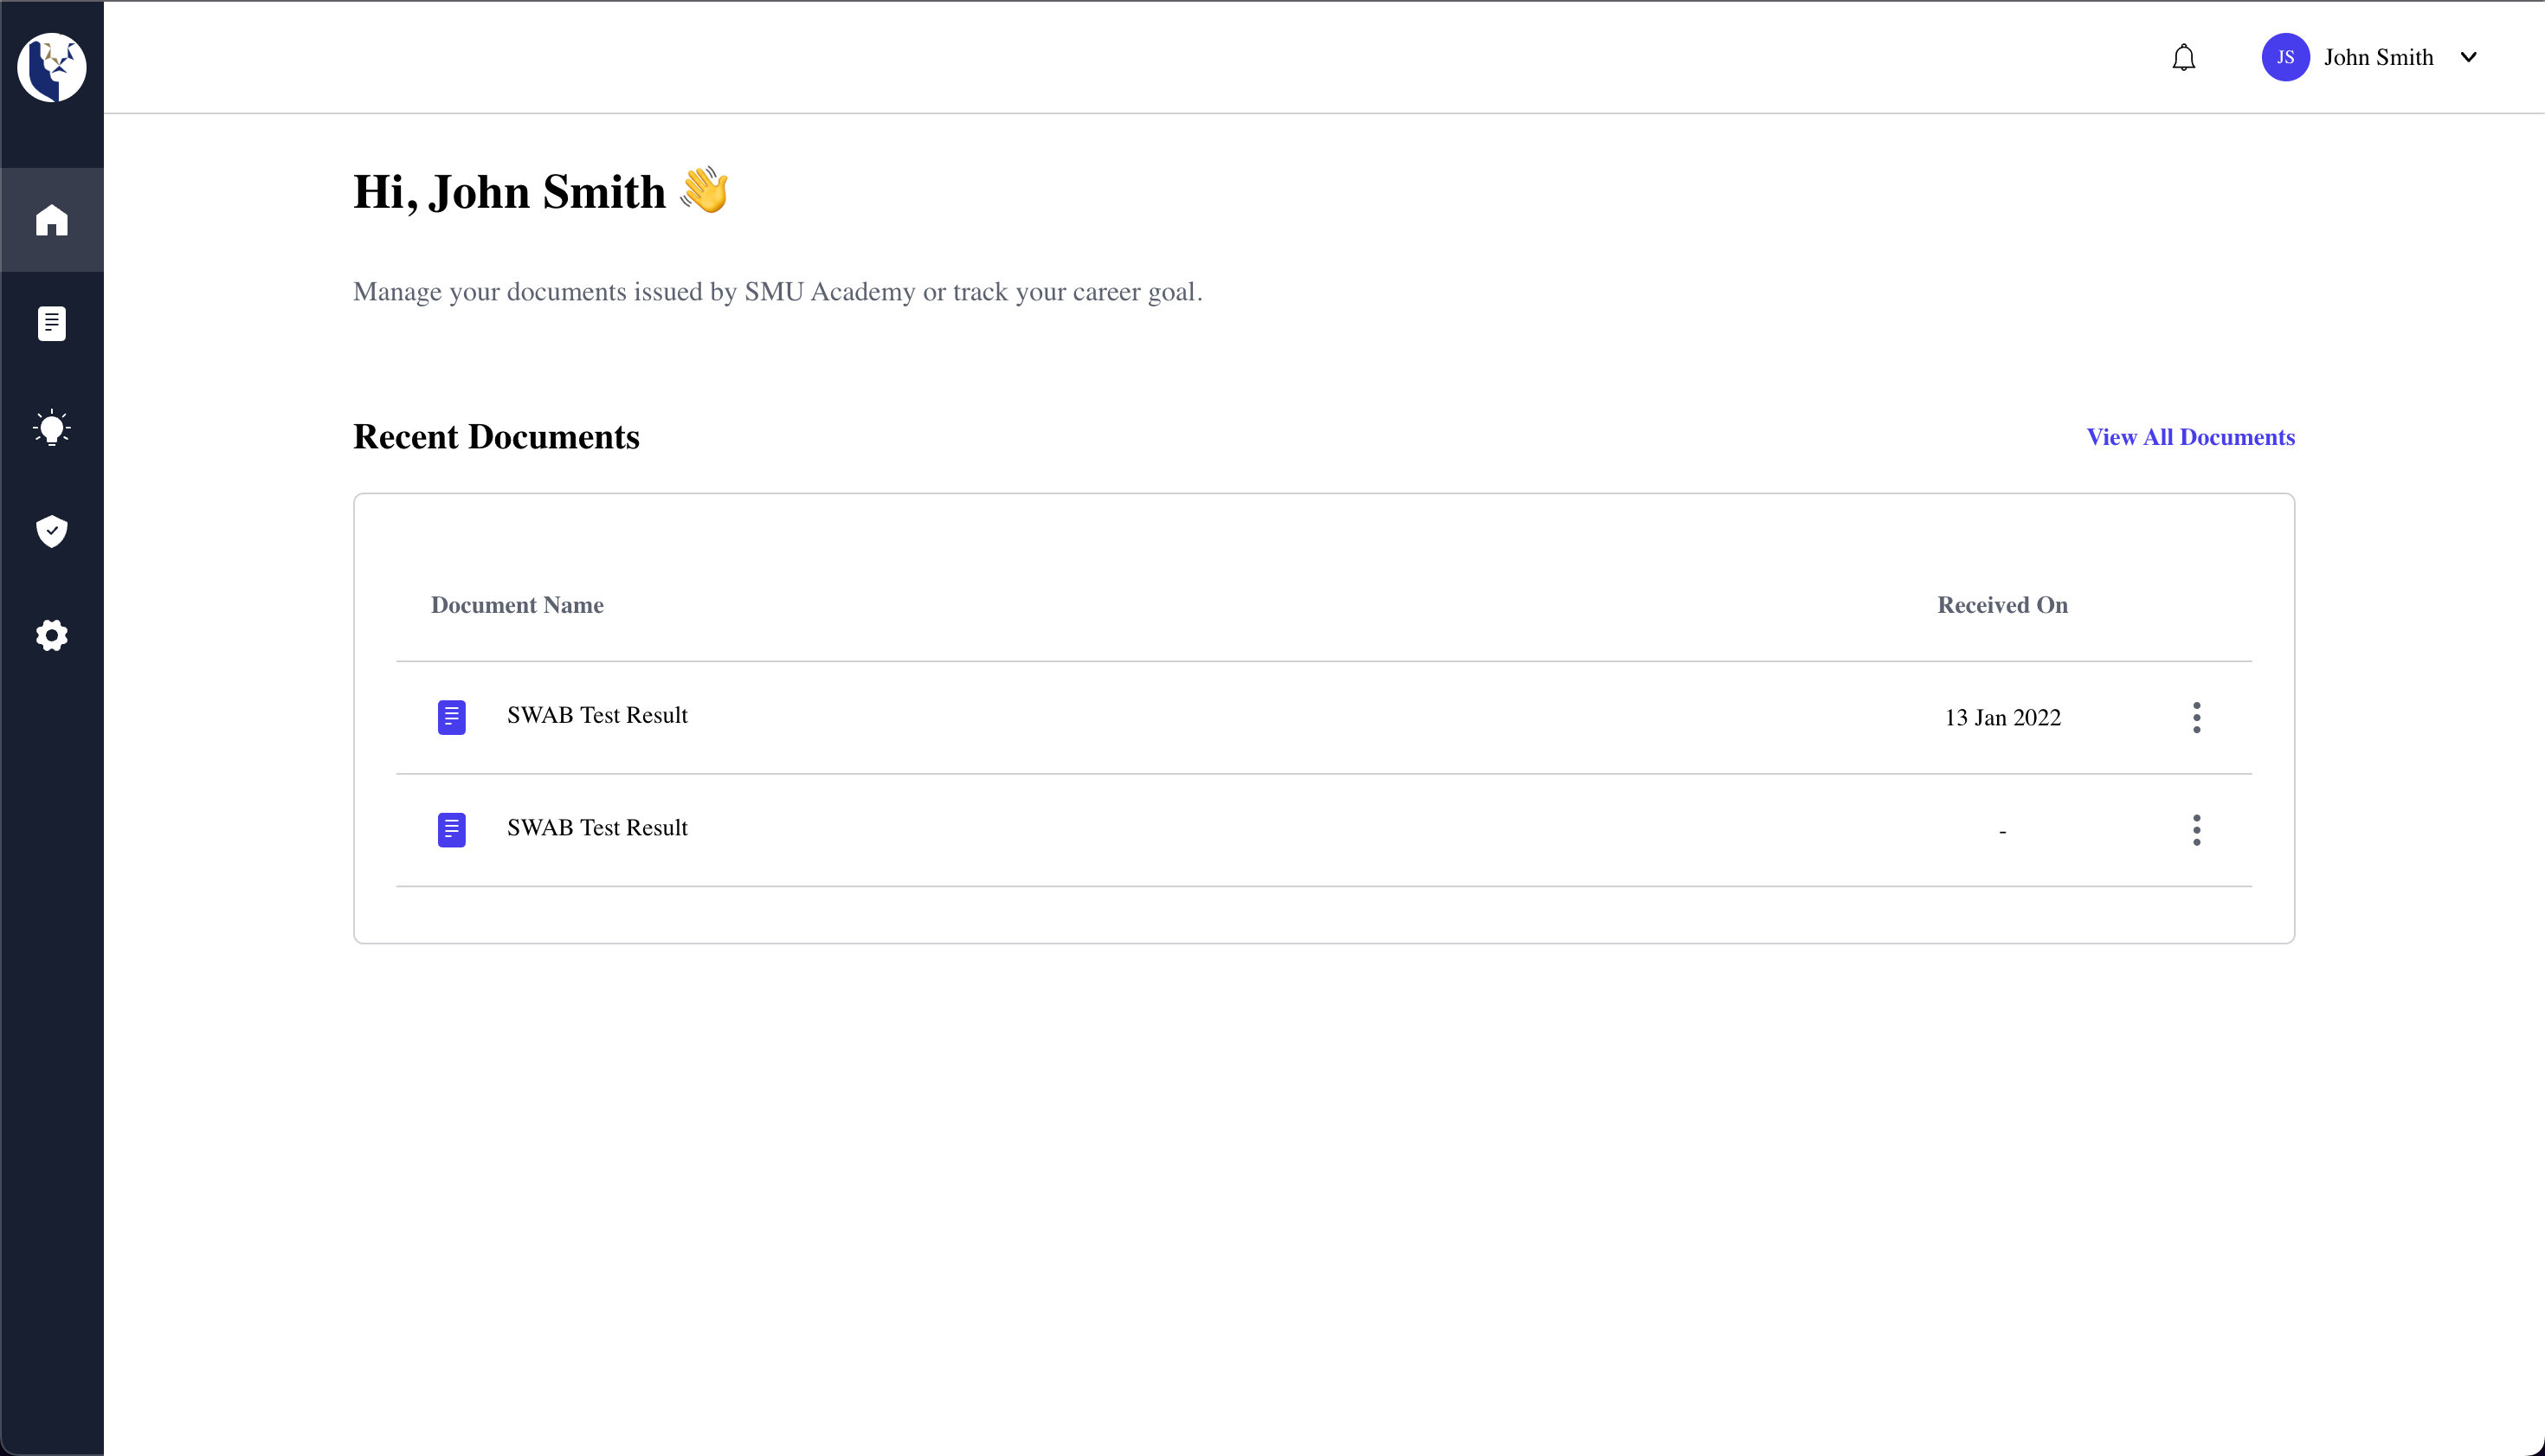 JS John Smith
Hi, John Smith 👋
Manage your documents issued by SMU Academy or track your career goal.
Recent Documents
View All Documents
Document Name Received On
SWAB Test Result 13 Jan 2022
SWAB Test Result -